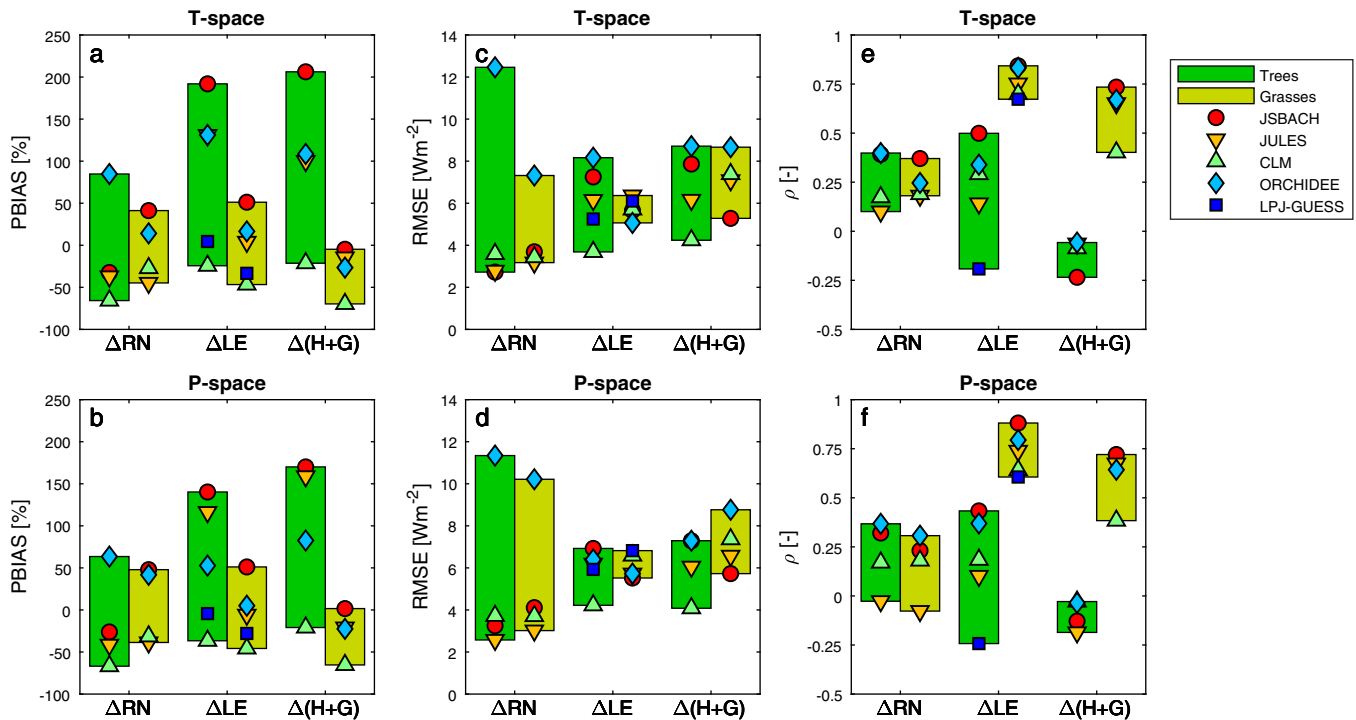 T-space
a
PBIAS [%]
250
200
150
100
50
0
-50
-100
ΔRN
ΔLE
Δ(H+G)
T-space
c
RMSE [Wm-2]
14
12
10
8
6
4
2
0
ΔRN
ΔLE
Δ(H+G)
T-space
e
ρ [-]
1
0.75
0.5
0.25
0
-0.25
-0.5
ΔRN
ΔLE
Δ(H+G)
Trees
Grasses
JSBACH
JULES
CLM
ORCHIDEE
LPJ-GUESS
P-space
b
PBIAS [%]
250
200
150
100
50
0
-50
-100
ΔRN
ΔLE
Δ(H+G)
P-space
d
RMSE [Wm-2]
14
12
10
8
6
4
2
0
ΔRN
ΔLE
Δ(H+G)
P-space
f
ρ [-]
1
0.75
0.5
0.25
0
-0.25
-0.5
ΔRN
ΔLE
Δ(H+G)